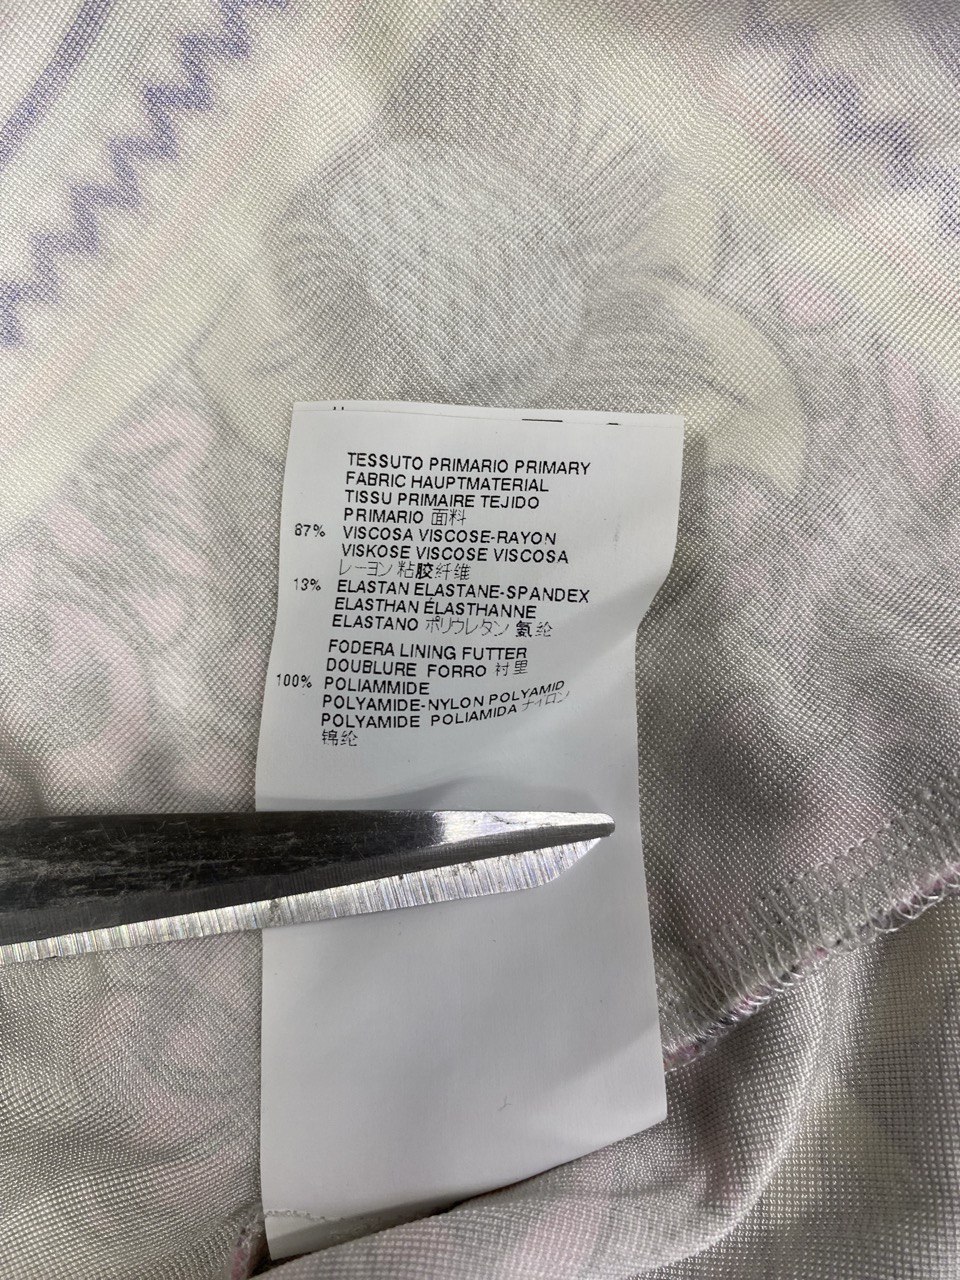 TESSUTO PRIMARIO PRIMARY
FABRIC HAUPTMATERIAL
TISSU PRIMAIRE TEJIDO
PRIMARIO 面料
87% VISCOSA VISCOSE-RAYON
VISKOSE VISCOSE VISCOSA
レーヨン 粘胶纤维
13% ELASTAN ELASTANE-SPANDEX
ELASTHAN ÉLASTHANNE
ELASTANO ポリウレタン 氨纶
FODERA LINING FUTTER
DOUBLURE FORRO 衬里
100% POLIAMMIDE
POLYAMIDE-NYLON POLYAMID
POLYAMIDE POLIAMIDA ナイロン
锦纶